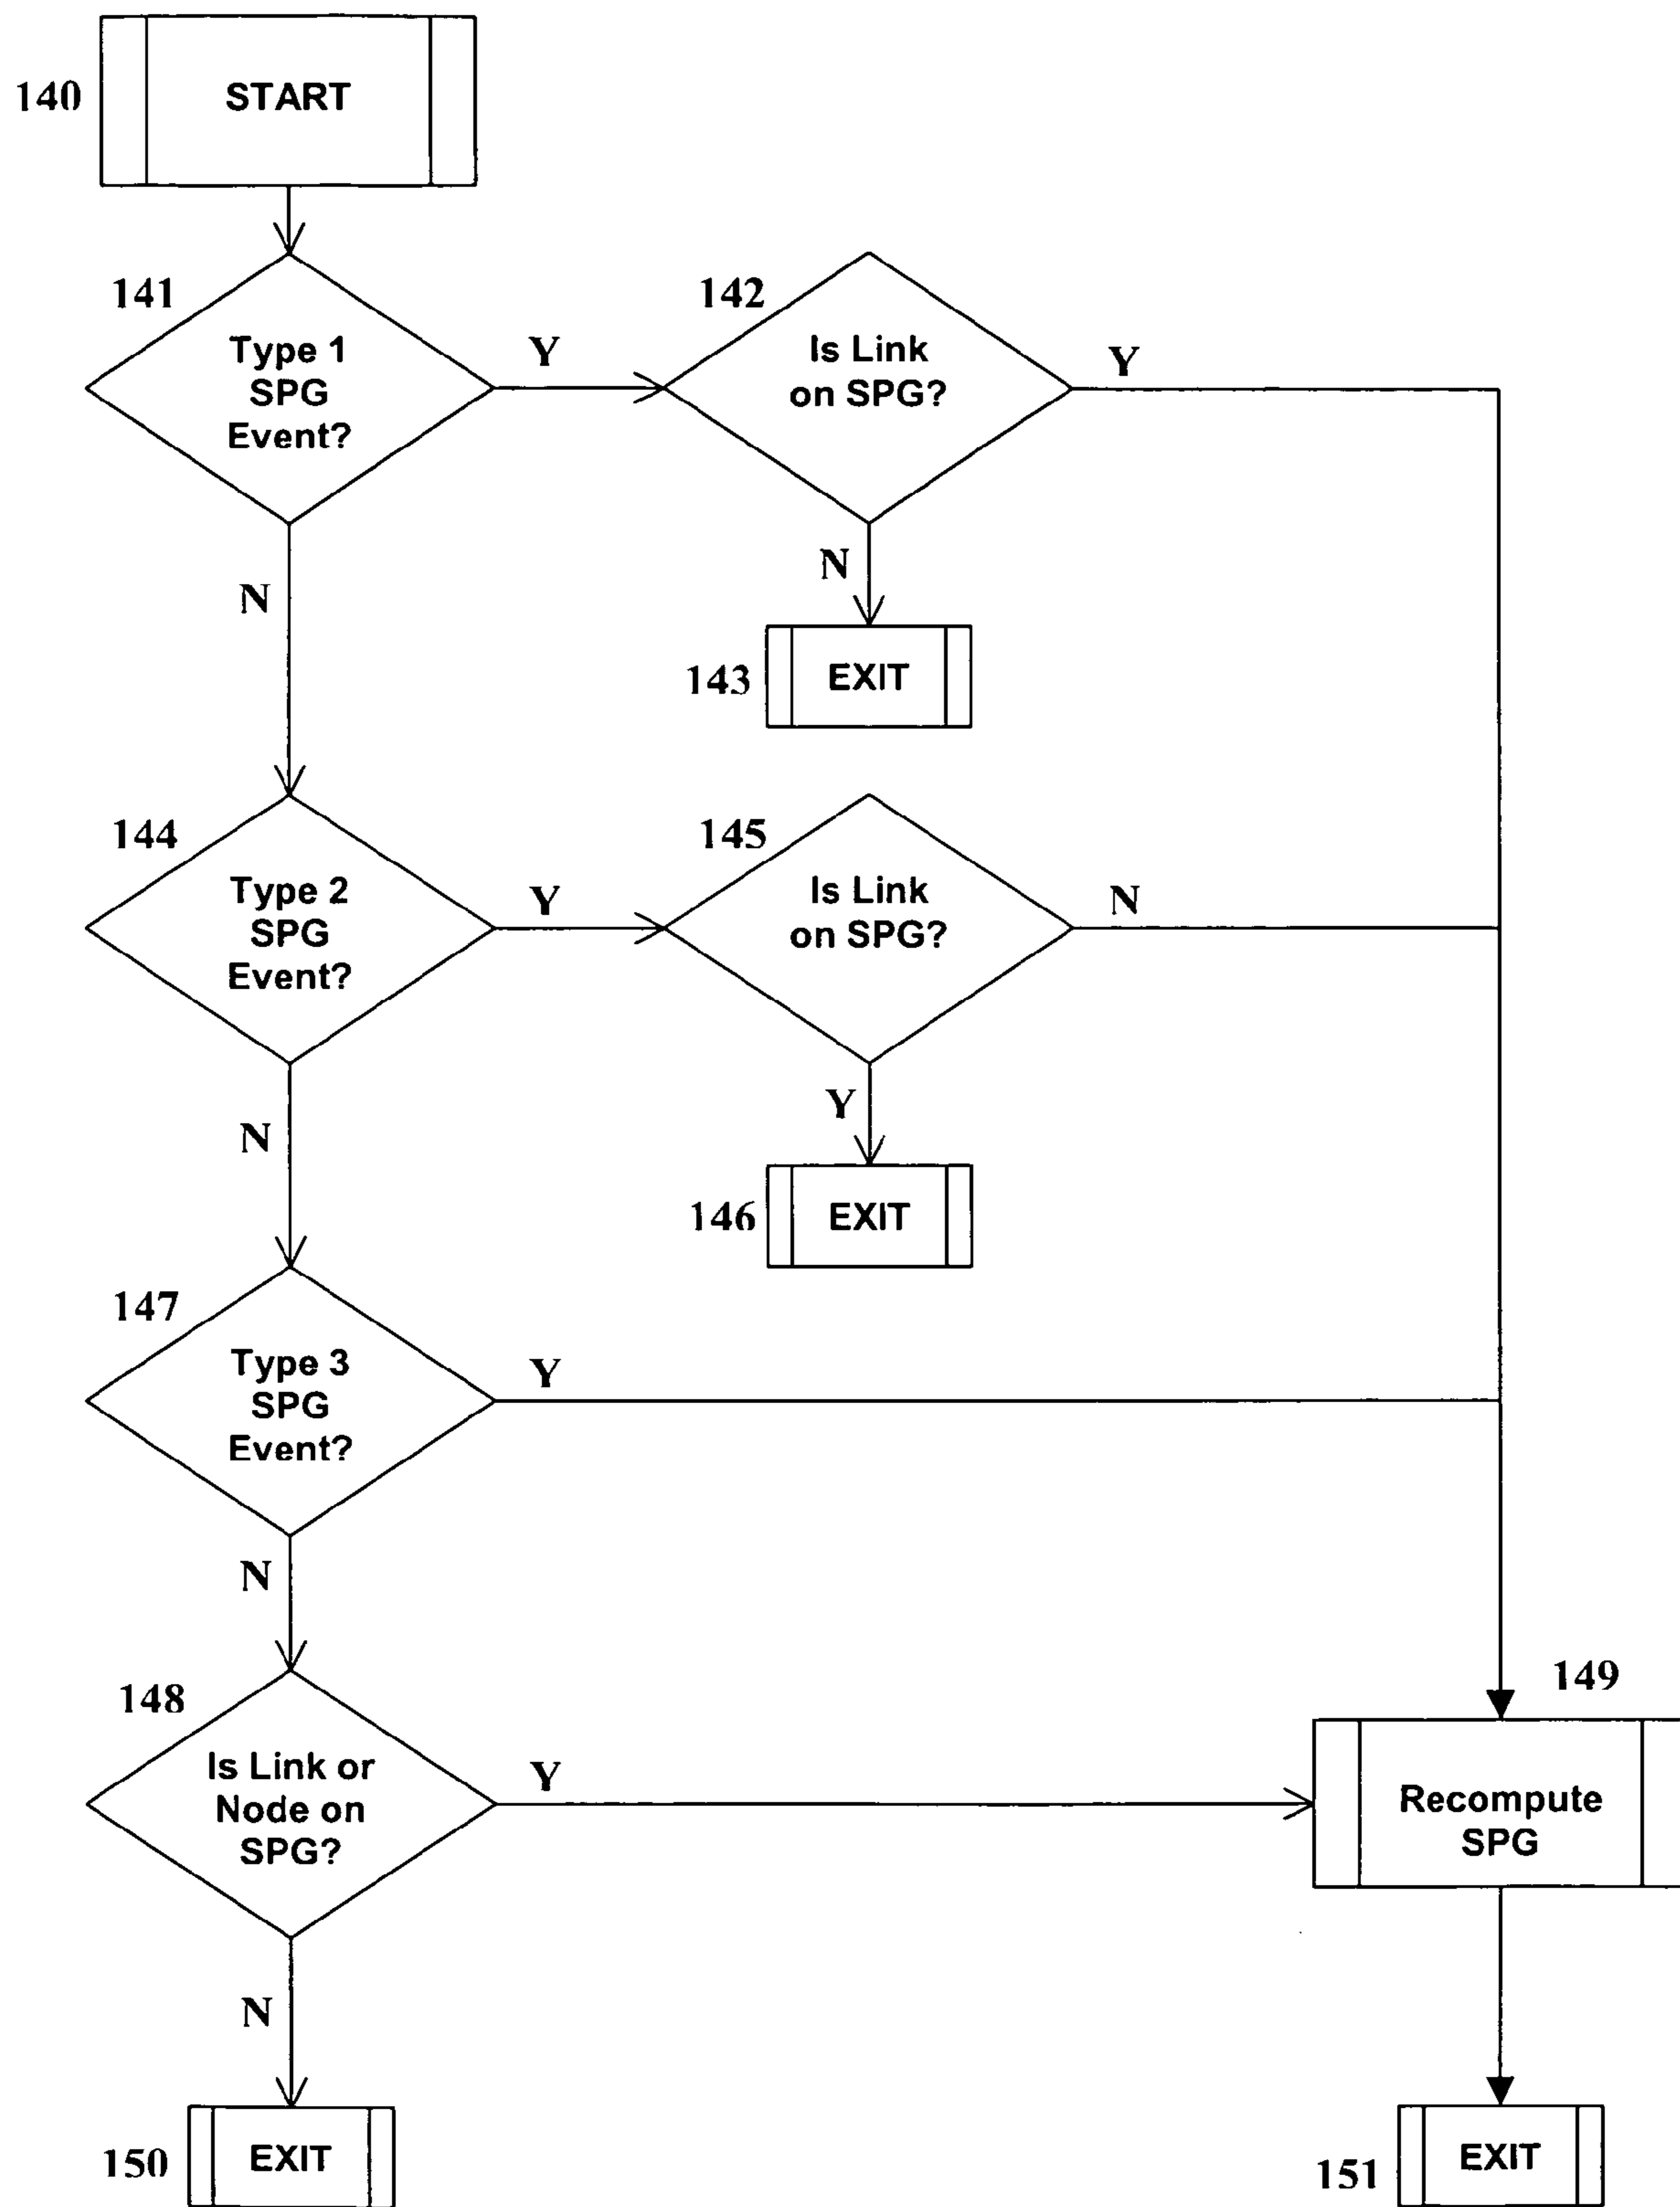 140
START
141
Type 1
SPG
Event?
Y
142
Is Link
on SPG?
Y
N
N
143
EXIT
144
Type 2
SPG
Event?
Y
145
Is Link
on SPG?
N
N
Y
146
EXIT
147
Type 3
SPG
Event?
Y
N
148
Is Link or
Node on
SPG?
Y
149
Recompute
SPG
N
150
EXIT
151
EXIT